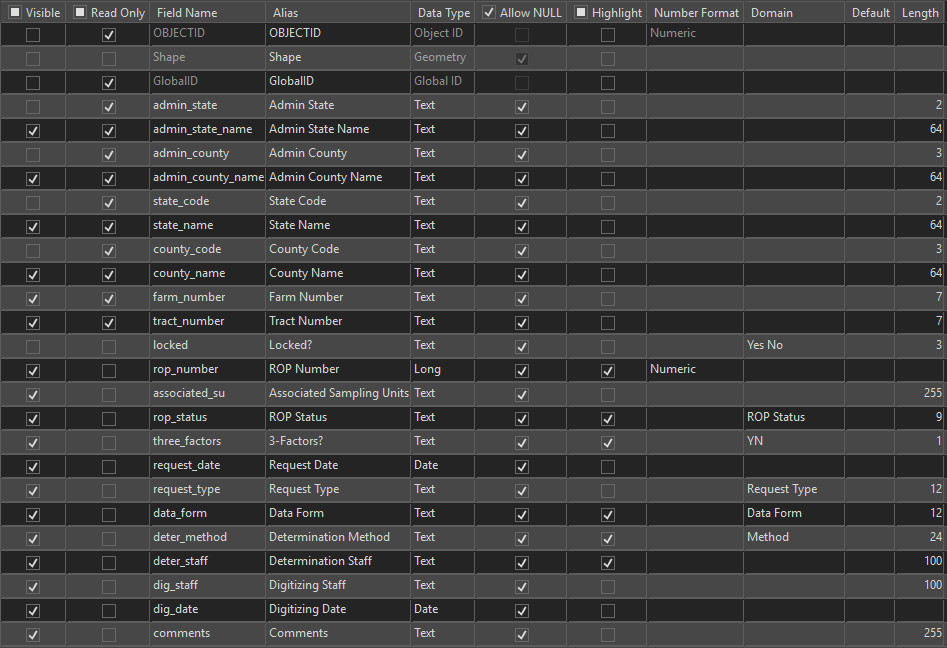 Visible Read Only Field Name Alias Data Type Allow NULL Highlight Number Format Domain Default Length
OBJECTID OBJECTID Object ID Numeric
Shape Shape Geometry
GlobalID GlobalID Global ID
admin_state Admin State Text 2
admin_state_name Admin State Name Text 64
admin_county Admin County Text 3
admin_county_name Admin County Name Text 64
state_code State Code Text 2
state_name State Name Text 64
county_code County Code Text 3
county_name County Name Text 64
farm_number Farm Number Text 7
tract_number Tract Number Text 7
locked Locked? Text Yes No 3
rop_number ROP Number Long Numeric
associated_su Associated Sampling Units Text 255
rop_status ROP Status Text ROP Status 9
three_factors 3-Factors? Text YN 1
request_date Request Date Date
request_type Request Type Text Request Type 12
data_form Data Form Text Data Form 12
deter_method Determination Method Text Method 24
deter_staff Determination Staff Text 100
dig_staff Digitizing Staff Text 100
dig_date Digitizing Date Date
comments Comments Text 255